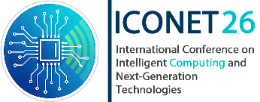 ICONET26
International Conference on
Intelligent Computing and
Next-Generation
Technologies